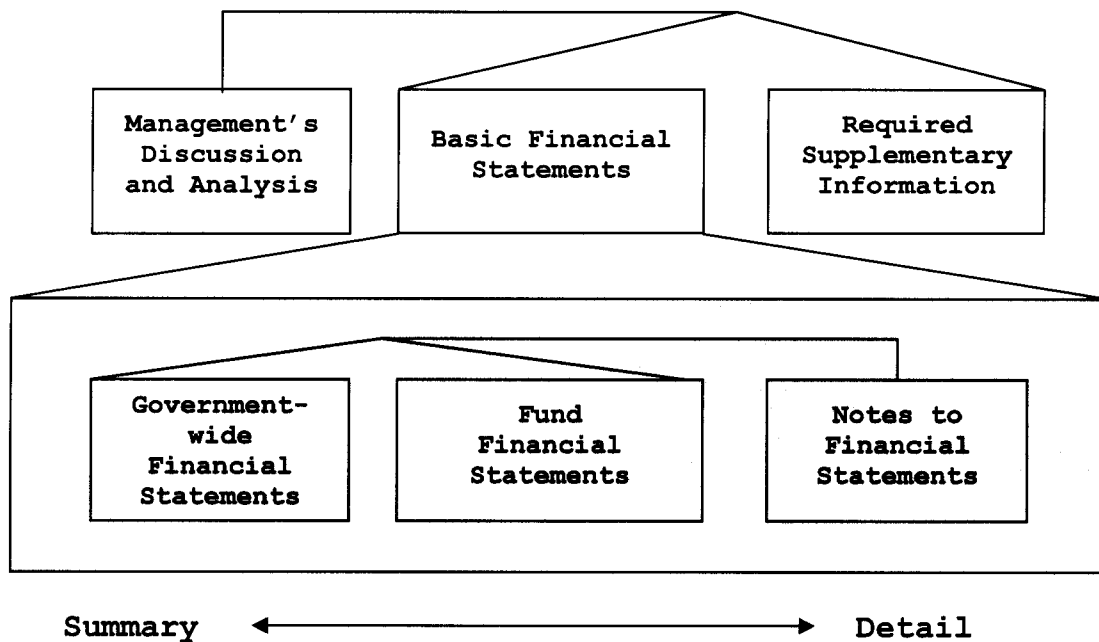 Management's
Discussion
and Analysis
Basic Financial
Statements
Required
Supplementary
Information
Government-
wide
Financial
Statements
Fund
Financial
Statements
Notes to
Financial
Statements
Summary
Detail